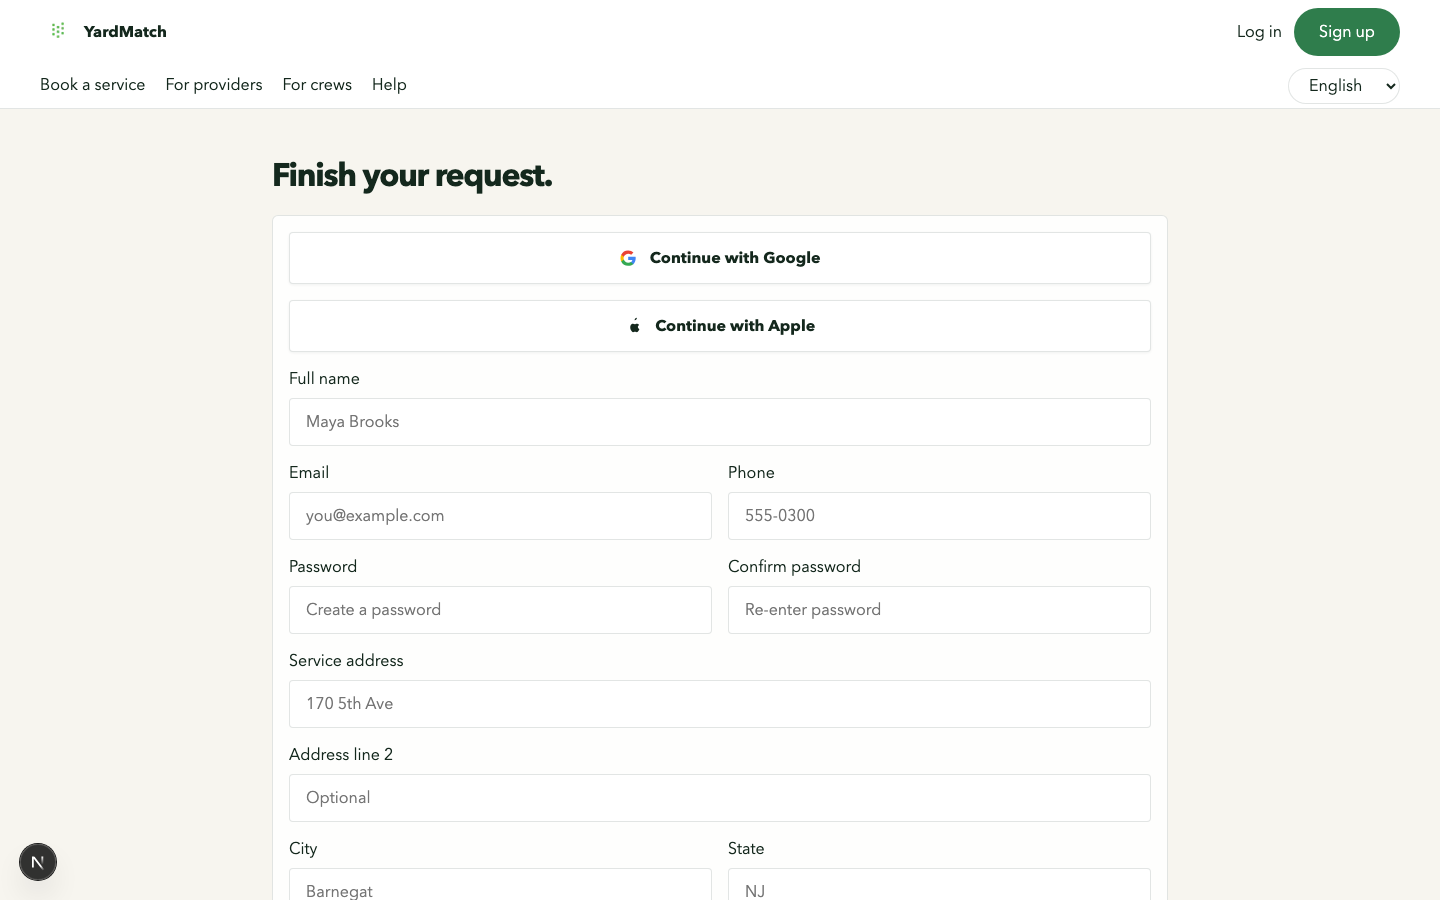 YardMatch
Log in
Sign up
Book a service
For providers
For crews
Help
English
Finish your request.
Continue with Google
Continue with Apple
Full name
Maya Brooks
Email
Phone
you@example.com
555-0300
Password
Confirm password
Create a password
Re-enter password
Service address
170 5th Ave
Address line 2
Optional
City
State
Barnegat
NJ
N